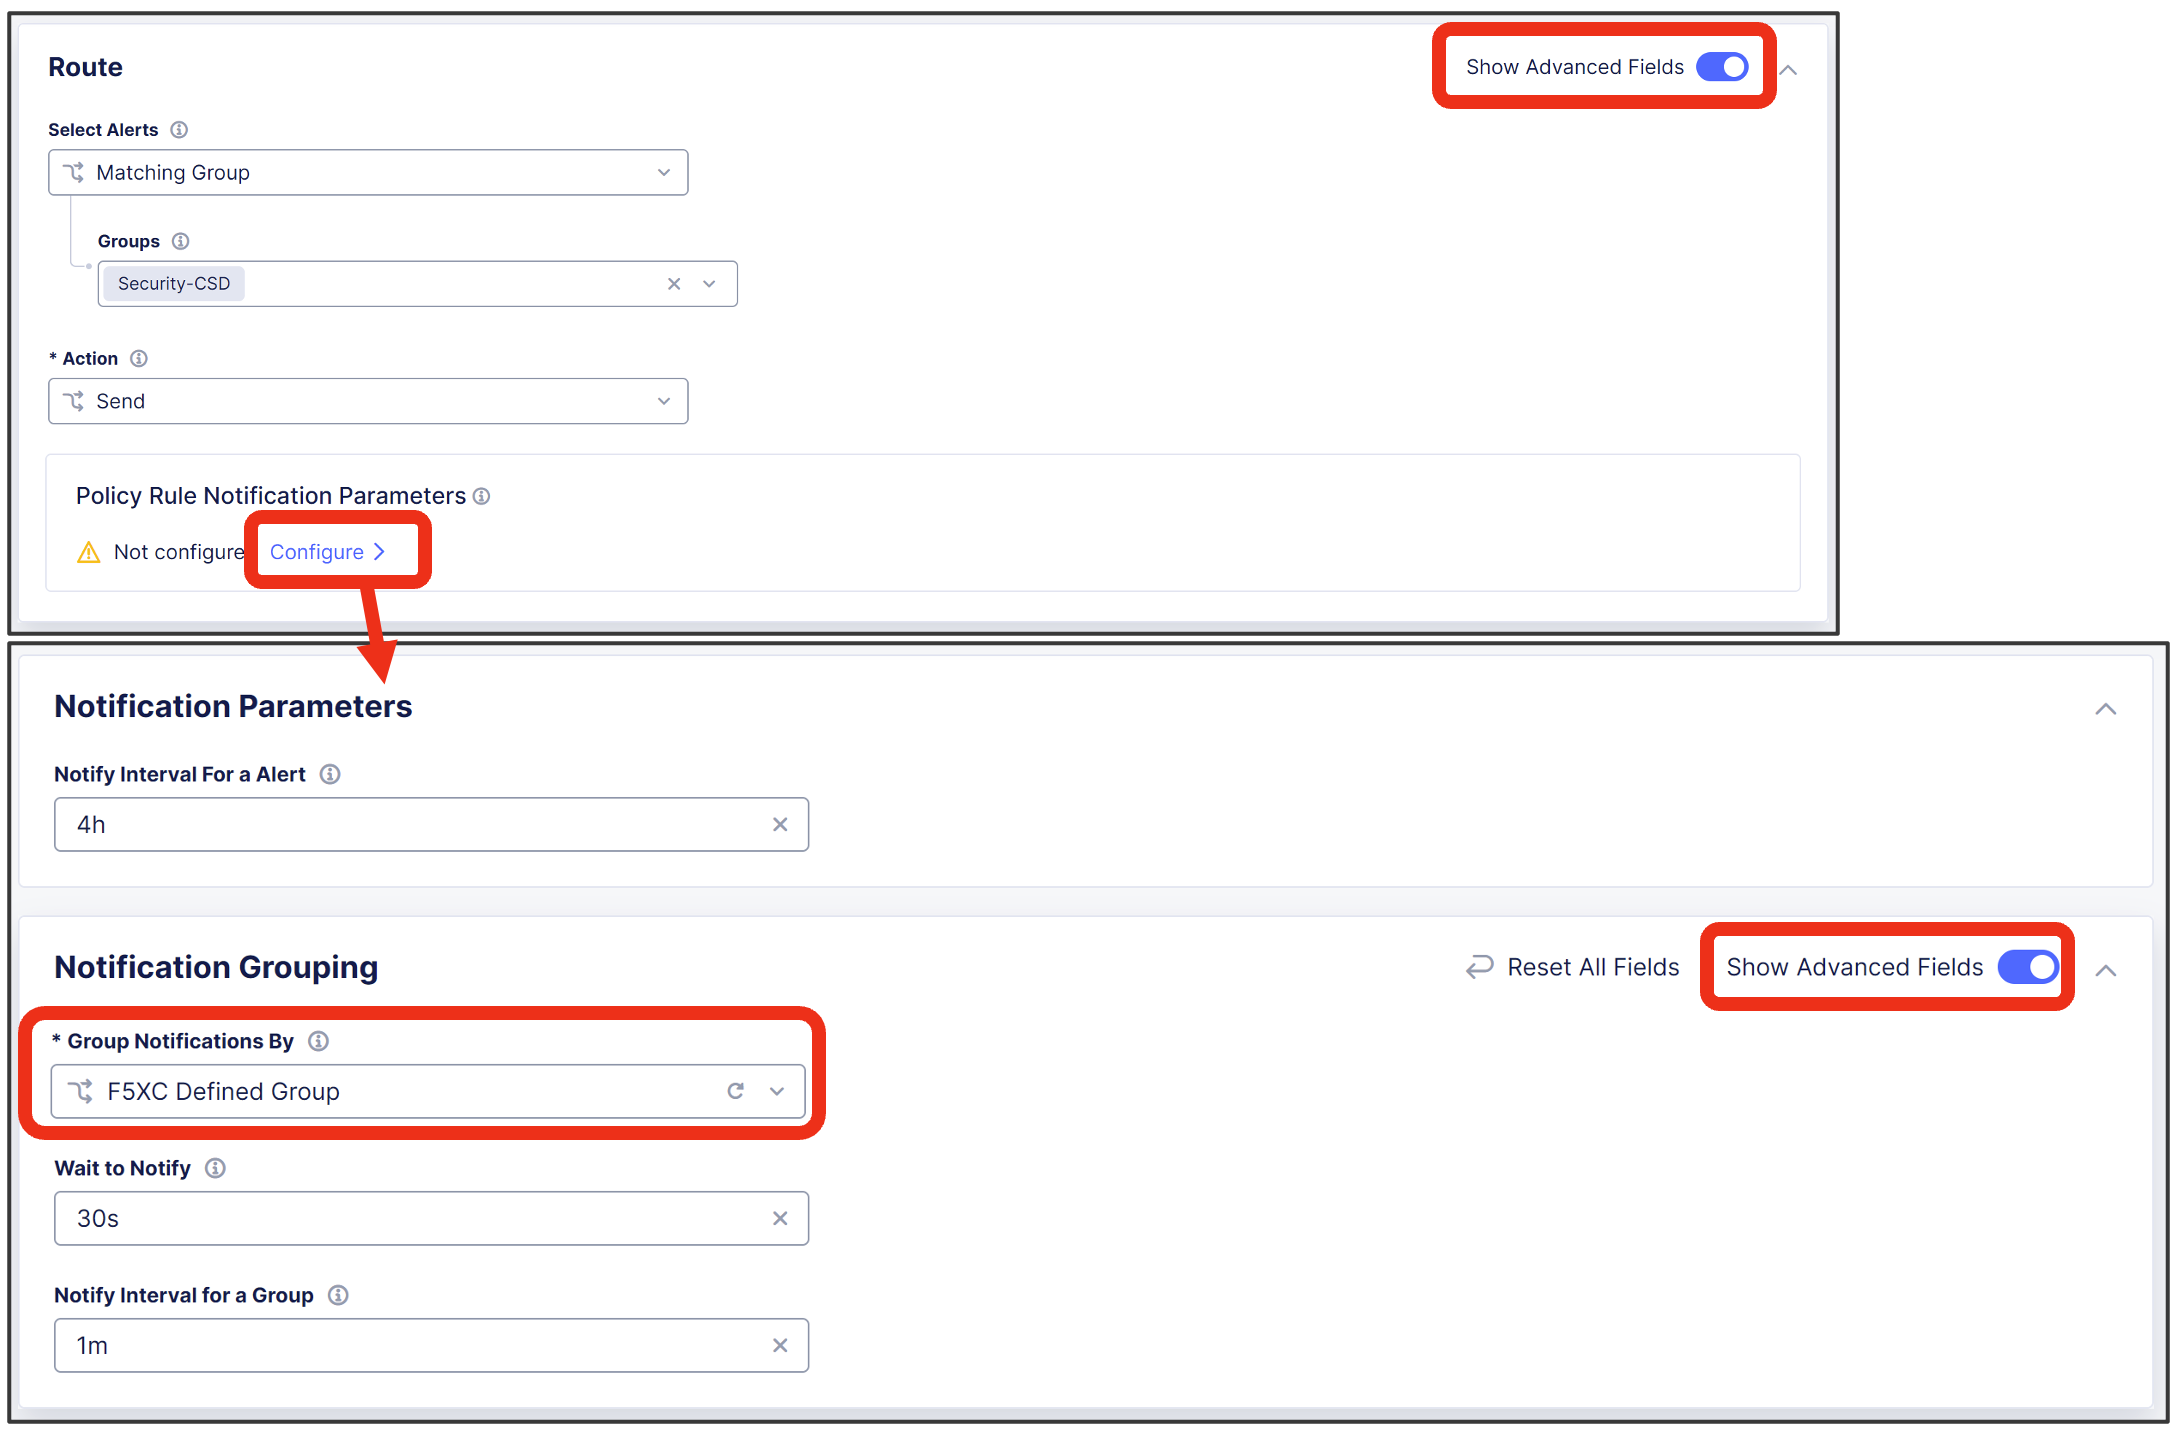 Route
Show Advanced Fields
Select Alerts
Matching Group
Groups
Security-CSD
* Action
Send
Policy Rule Notification Parameters
Not configure
Configure
Notification Parameters
Notify Interval For a Alert
4h
Notification Grouping
Reset All Fields
Show Advanced Fields
* Group Notifications By
F5XC Defined Group
Wait to Notify
30s
Notify Interval for a Group
1m